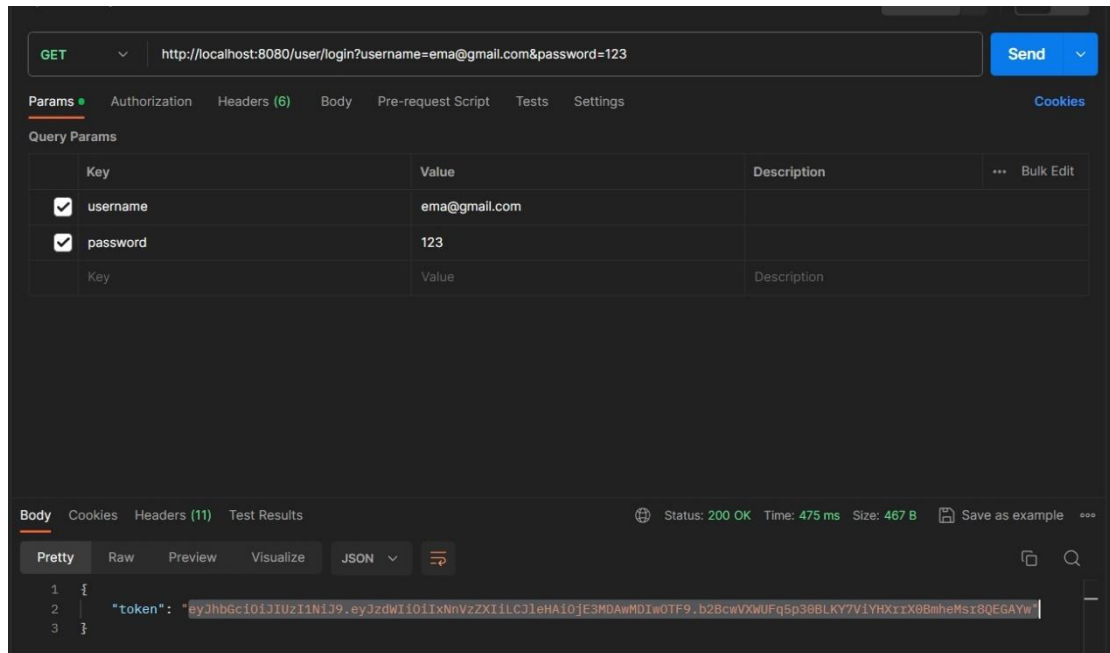 GET http://localhost:8080/user/login?username=ema@gmail.com&password=123 Send
Params Authorization Headers (6) Body Pre-request Script Tests Settings Cookies
Query Params
Key Value Description ••• Bulk Edit
username ema@gmail.com
password 123
Key Value Description
Body Cookies Headers (11) Test Results Status: 200 OK Time: 475 ms Size: 467 B Save as example
Pretty Raw Preview Visualize JSON
1 {
2 "token": "eyJhbGciOiJIUzI1NiJ9.eyJzdWIiOiIxNnVzZXIiLCJleHAiOjE3MDAwMDIwOTF9.b2BcwVXWUFq5p30BLKY7ViYHXrrX0BmheMsr8QEGAYw"
3 }